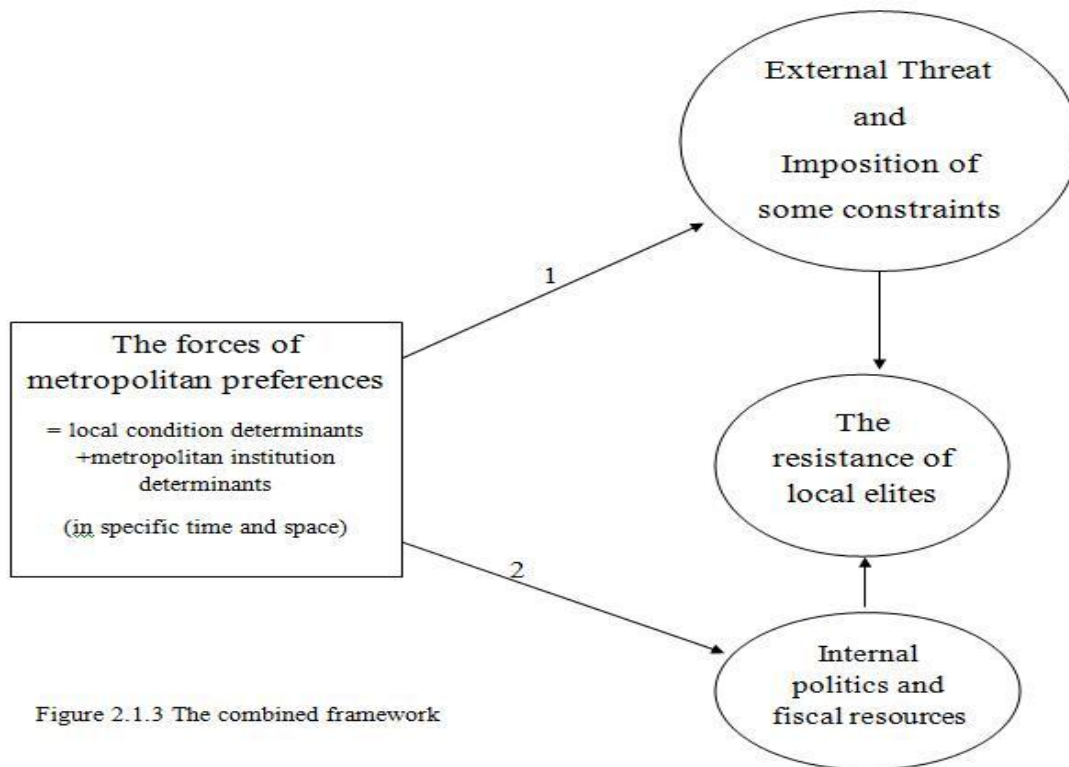 External Threat
and
Imposition of
some constraints
1
The forces of
metropolitan preferences
= local condition determinants
+metropolitan institution
determinants
(in specific time and space)
The
resistance of
local elites
2
Internal
politics and
fiscal resources
Figure 2.1.3 The combined framework